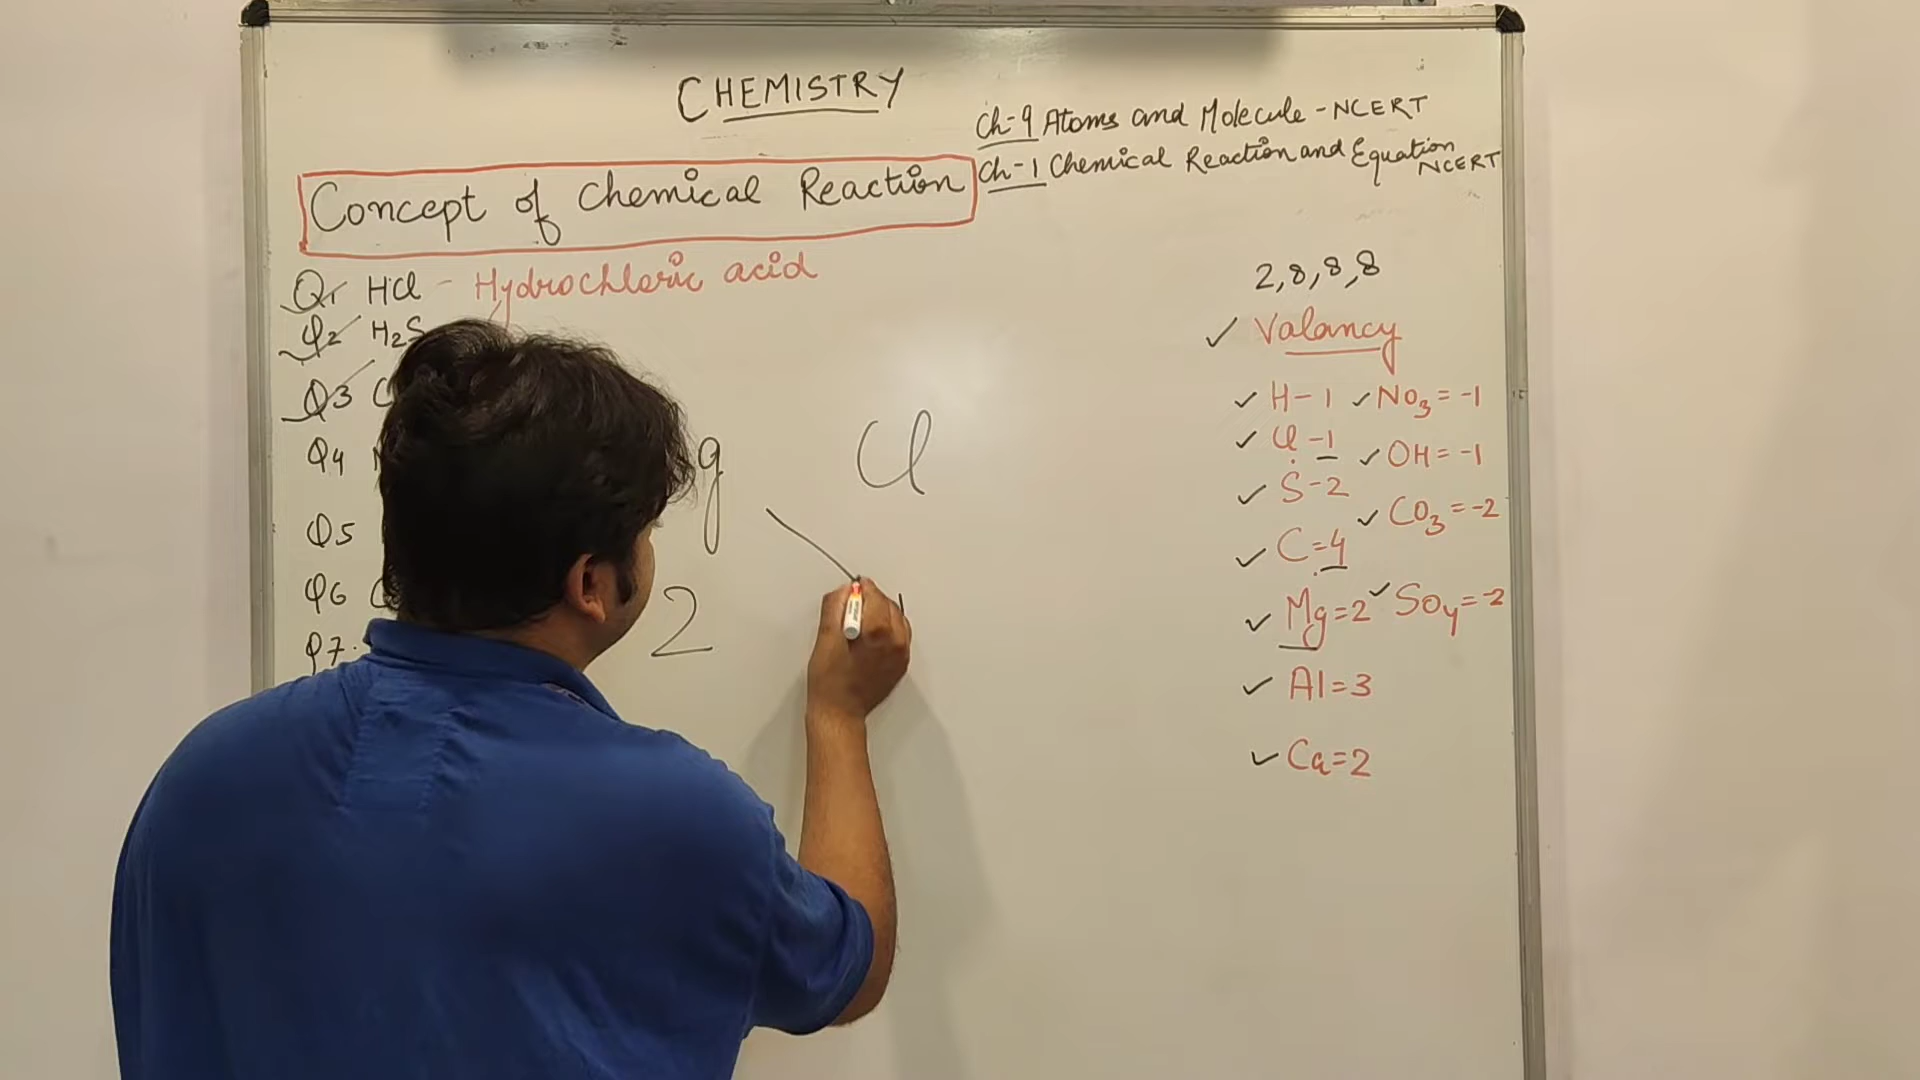 CHEMISTRY
Ch-9 Atoms and Molecule - NCERT
Ch-1 Chemical Reaction and Equation
NCERT
Concept of Chemical Reaction
Q1 HCl - Hydrochloric acid
Q2 H2S
Q3 C
Q4
Q5
Q6
Q7.
g Cl
2
2,8,8,8
✓ Valancy
✓ H-1 ✓ NO3 = -1
✓ Cl -1 ✓ OH = -1
✓ S-2
✓ CO3 = -2
✓ C=4
✓ Mg=2 ✓ SO4 = -2
✓ Al=3
✓ Ca=2